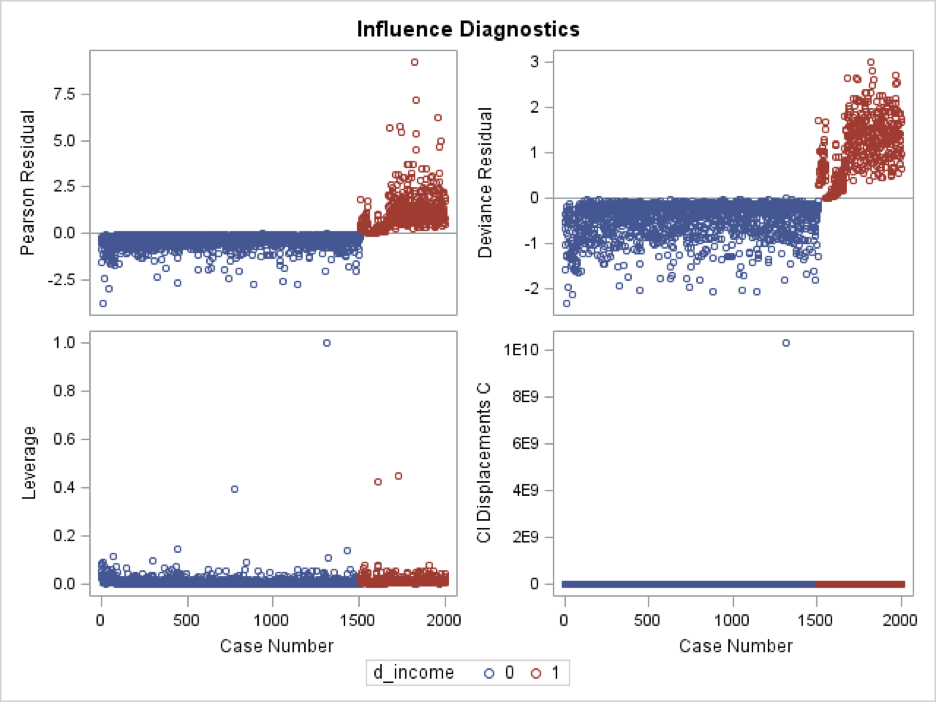 Influence Diagnostics
Pearson Residual
7.5
5.0
2.5
0.0
-2.5
Deviance Residual
3
2
1
0
-1
-2
Leverage
1.0
0.8
0.6
0.4
0.2
0.0
0 500 1000 1500 2000
Case Number
CI Displacements C
1E10
8E9
6E9
4E9
2E9
0
0 500 1000 1500 2000
Case Number
d_income 0 1